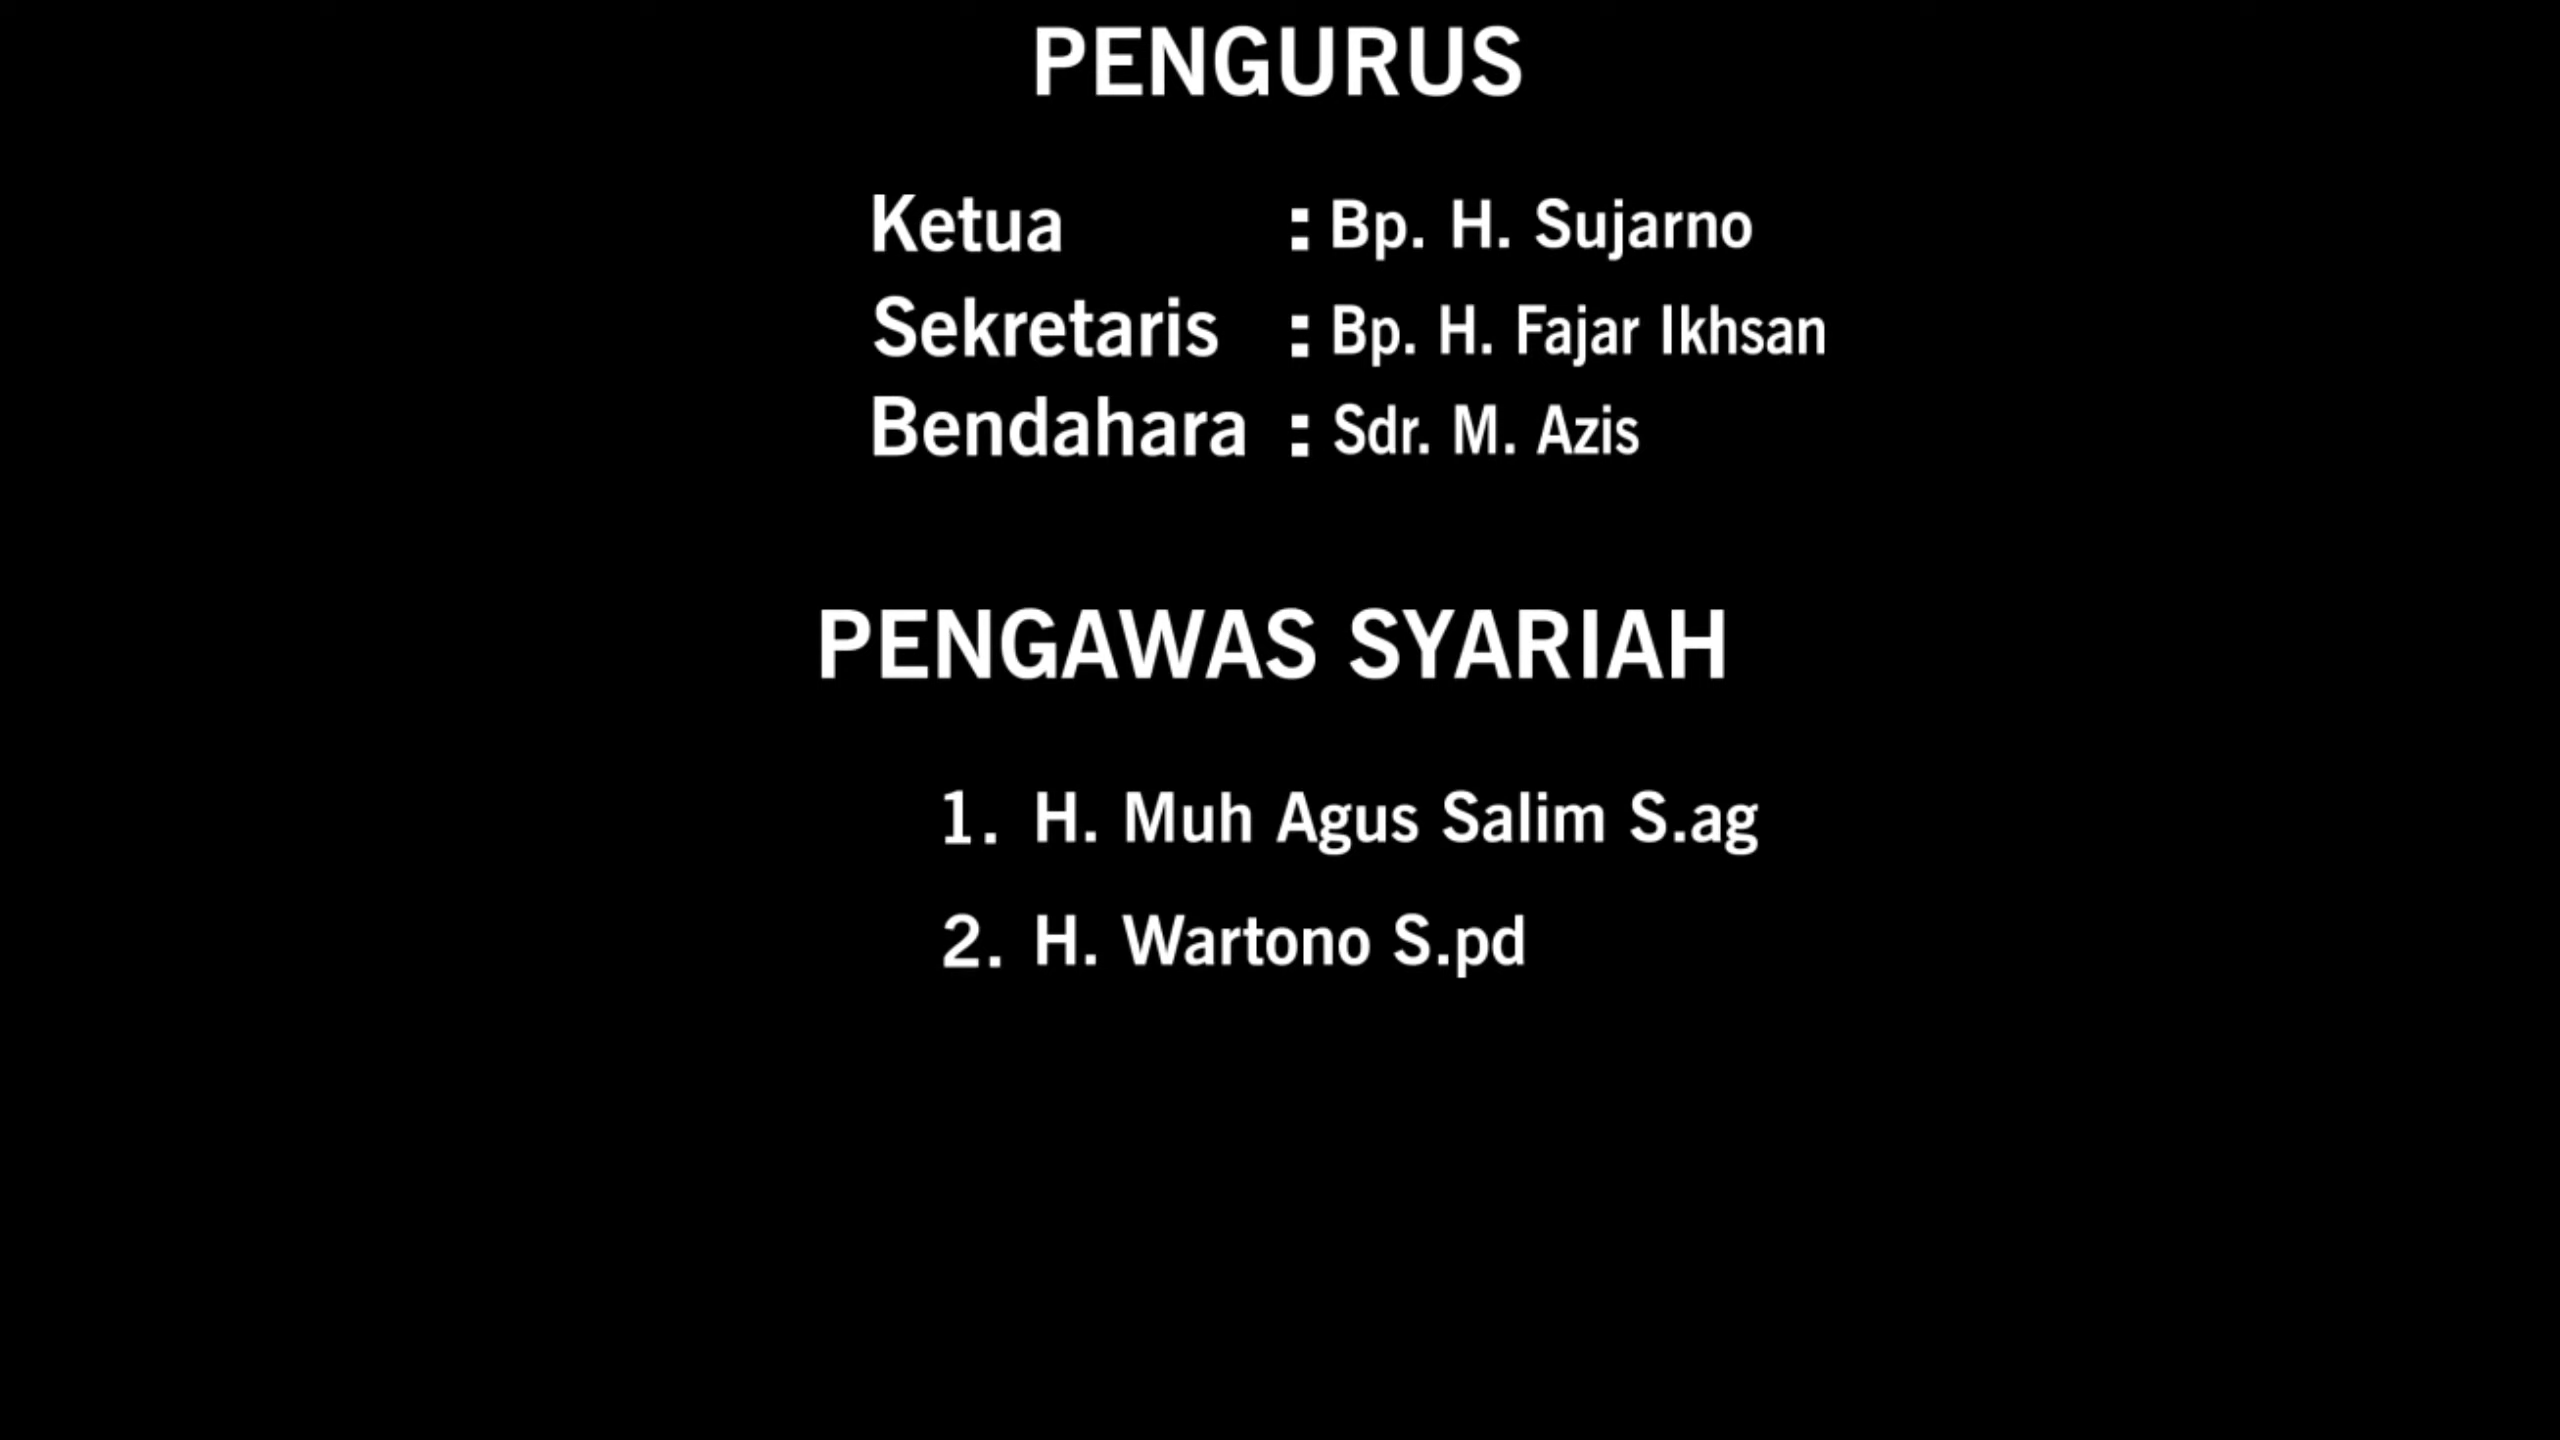 PENGURUS
Ketua : Bp. H. Sujarno
Sekretaris : Bp. H. Fajar Ikhsan
Bendahara : Sdr. M. Azis
PENGAWAS SYARIAH
1. H. Muh Agus Salim S.ag
2. H. Wartono S.pd